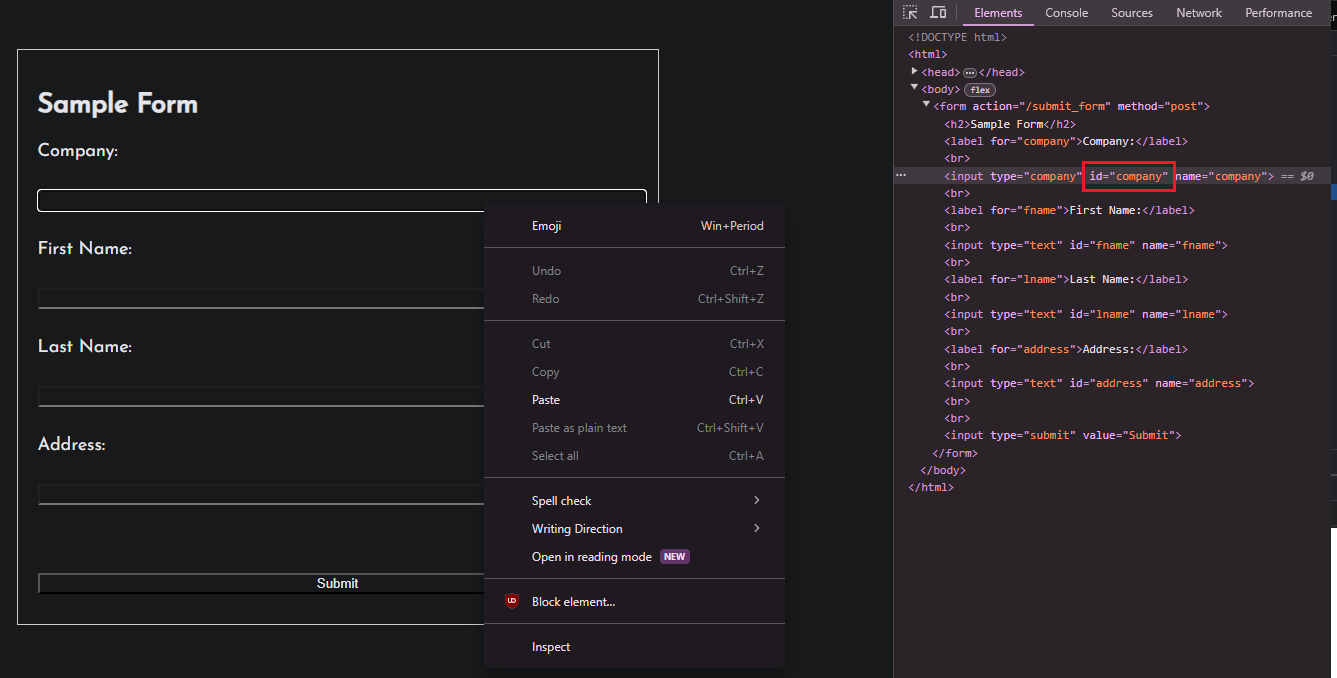 Sample Form
Company:
First Name:
Last Name:
Address:
Submit
Emoji Win+Period
Undo Ctrl+Z
Redo Ctrl+Shift+Z
Cut Ctrl+X
Copy Ctrl+C
Paste Ctrl+V
Paste as plain text Ctrl+Shift+V
Select all Ctrl+A
Spell check
Writing Direction
Open in reading mode NEW
Block element...
Inspect
Elements Console Sources Network Performance
<!DOCTYPE html>
<html>
<head> ... </head>
<body> flex
<form action="/submit_form" method="post">
<h2>Sample Form</h2>
<label for="company">Company:</label>
<br>
... <input type="company" id="company" name="company"> == $0
<br>
<label for="fname">First Name:</label>
<br>
<input type="text" id="fname" name="fname">
<br>
<label for="lname">Last Name:</label>
<br>
<input type="text" id="lname" name="lname">
<br>
<label for="address">Address:</label>
<br>
<input type="text" id="address" name="address">
<br>
<br>
<input type="submit" value="Submit">
</form>
</body>
</html>